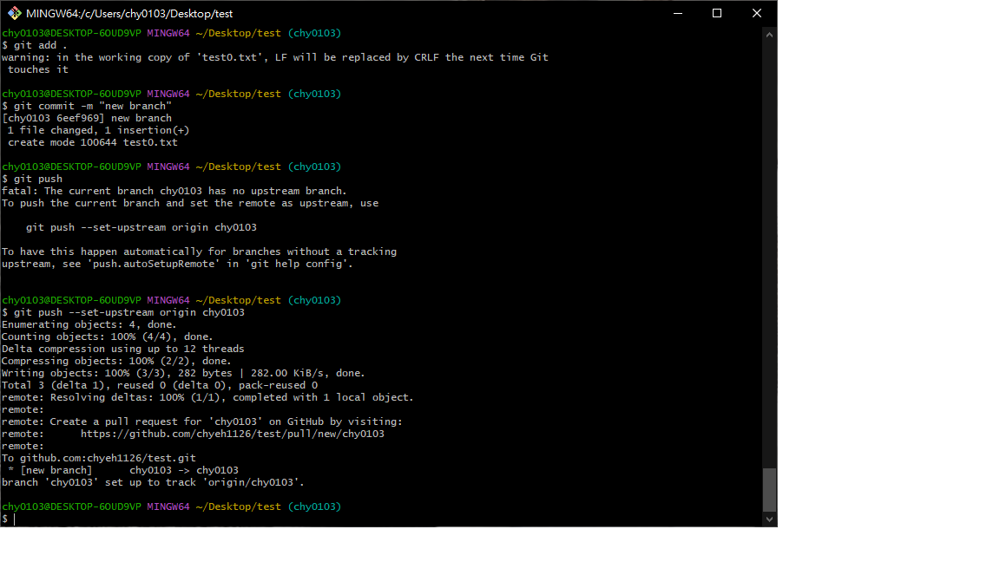 MINGW64:/c/Users/chy0103/Desktop/test
chy0103@DESKTOP-6OUD9VP MINGW64 ~/Desktop/test (chy0103)
$ git add .
warning: in the working copy of 'test0.txt', LF will be replaced by CRLF the next time Git
 touches it
chy0103@DESKTOP-6OUD9VP MINGW64 ~/Desktop/test (chy0103)
$ git commit -m "new branch"
[chy0103 6eef969] new branch
 1 file changed, 1 insertion(+)
 create mode 100644 test0.txt
chy0103@DESKTOP-6OUD9VP MINGW64 ~/Desktop/test (chy0103)
$ git push
fatal: The current branch chy0103 has no upstream branch.
To push the current branch and set the remote as upstream, use
    git push --set-upstream origin chy0103
To have this happen automatically for branches without a tracking
upstream, see 'push.autoSetupRemote' in 'git help config'.
chy0103@DESKTOP-6OUD9VP MINGW64 ~/Desktop/test (chy0103)
$ git push --set-upstream origin chy0103
Enumerating objects: 4, done.
Counting objects: 100% (4/4), done.
Delta compression using up to 12 threads
Compressing objects: 100% (2/2), done.
Writing objects: 100% (3/3), 282 bytes | 282.00 KiB/s, done.
Total 3 (delta 1), reused 0 (delta 0), pack-reused 0
remote: Resolving deltas: 100% (1/1), completed with 1 local object.
remote:
remote: Create a pull request for 'chy0103' on GitHub by visiting:
remote:      https://github.com/chyeh1126/test/pull/new/chy0103
remote:
To github.com:chyeh1126/test.git
 * [new branch]      chy0103 -> chy0103
branch 'chy0103' set up to track 'origin/chy0103'.
chy0103@DESKTOP-6OUD9VP MINGW64 ~/Desktop/test (chy0103)
$